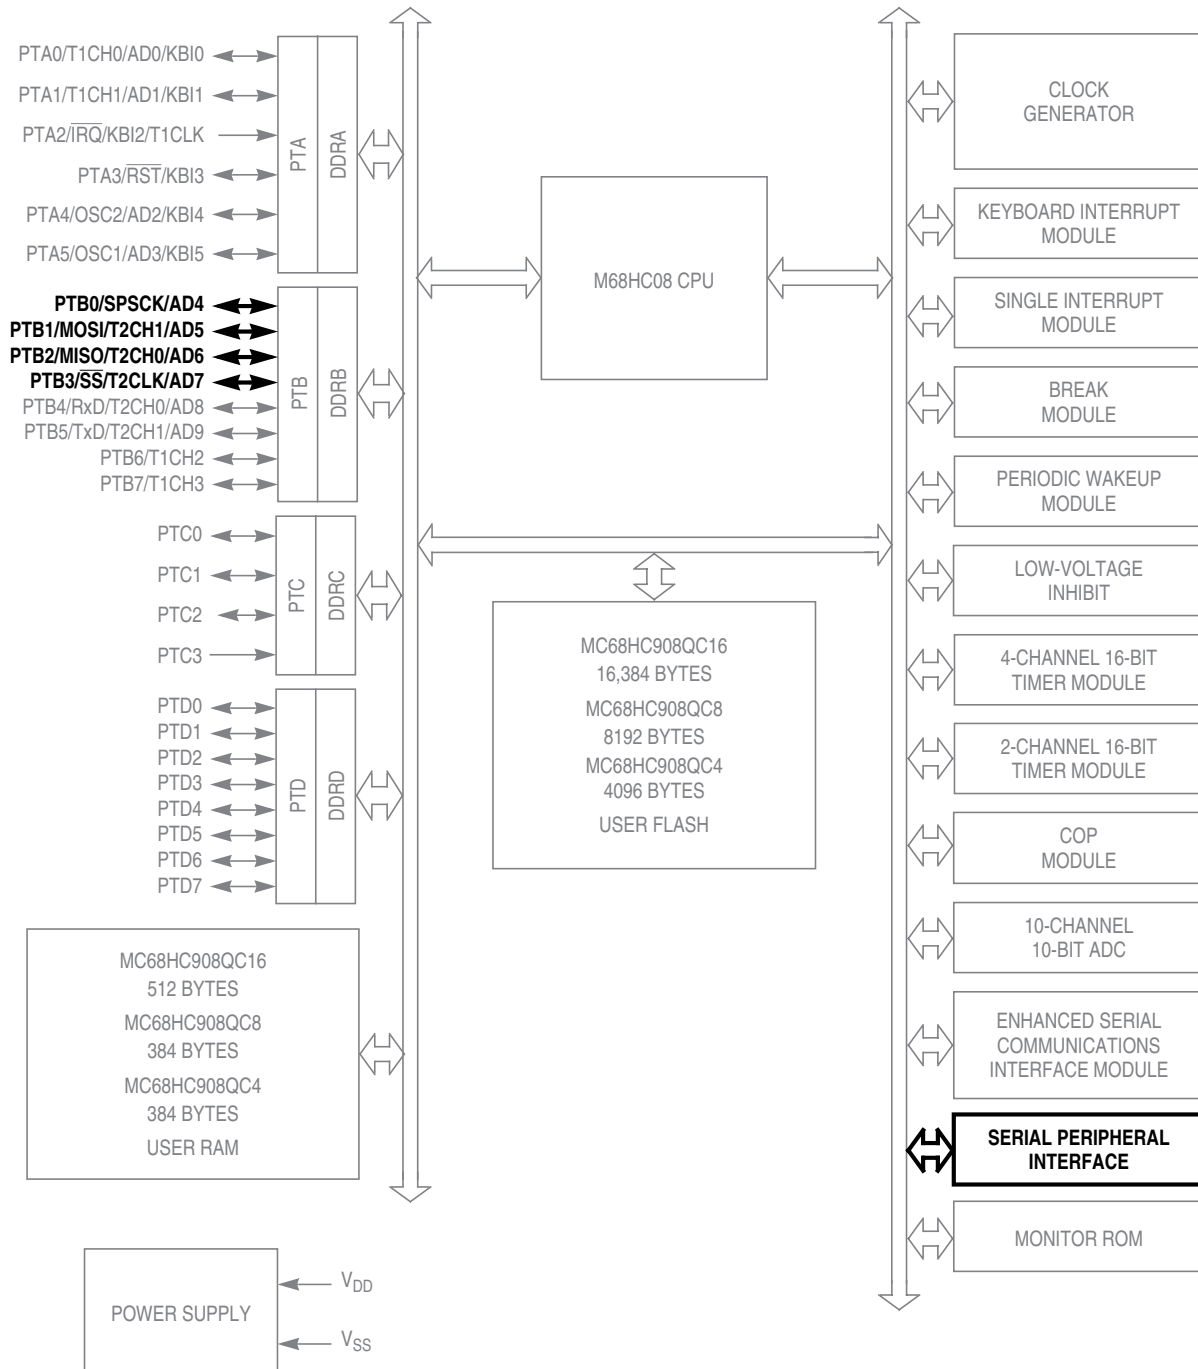 PTA0/T1CH0/AD0/KBI0
PTA1/T1CH1/AD1/KBI1
PTA2/I̅R̅Q̅/KBI2/T1CLK
PTA3/R̅S̅T̅/KBI3
PTA4/OSC2/AD2/KBI4
PTA5/OSC1/AD3/KBI5
PTA
DDRA
PTB0/SPSCK/AD4
PTB1/MOSI/T2CH1/AD5
PTB2/MISO/T2CH0/AD6
PTB3/S̅S̅/T2CLK/AD7
PTB4/RxD/T2CH0/AD8
PTB5/TxD/T2CH1/AD9
PTB6/T1CH2
PTB7/T1CH3
PTB
DDRB
PTC0
PTC1
PTC2
PTC3
PTC
DDRC
PTD0
PTD1
PTD2
PTD3
PTD4
PTD5
PTD6
PTD7
PTD
DDRD
MC68HC908QC16
512 BYTES
MC68HC908QC8
384 BYTES
MC68HC908QC4
384 BYTES
USER RAM
POWER SUPPLY
VDD
VSS
M68HC08 CPU
MC68HC908QC16
16,384 BYTES
MC68HC908QC8
8192 BYTES
MC68HC908QC4
4096 BYTES
USER FLASH
CLOCK
GENERATOR
KEYBOARD INTERRUPT
MODULE
SINGLE INTERRUPT
MODULE
BREAK
MODULE
PERIODIC WAKEUP
MODULE
LOW-VOLTAGE
INHIBIT
4-CHANNEL 16-BIT
TIMER MODULE
2-CHANNEL 16-BIT
TIMER MODULE
COP
MODULE
10-CHANNEL
10-BIT ADC
ENHANCED SERIAL
COMMUNICATIONS
INTERFACE MODULE
SERIAL PERIPHERAL
INTERFACE
MONITOR ROM